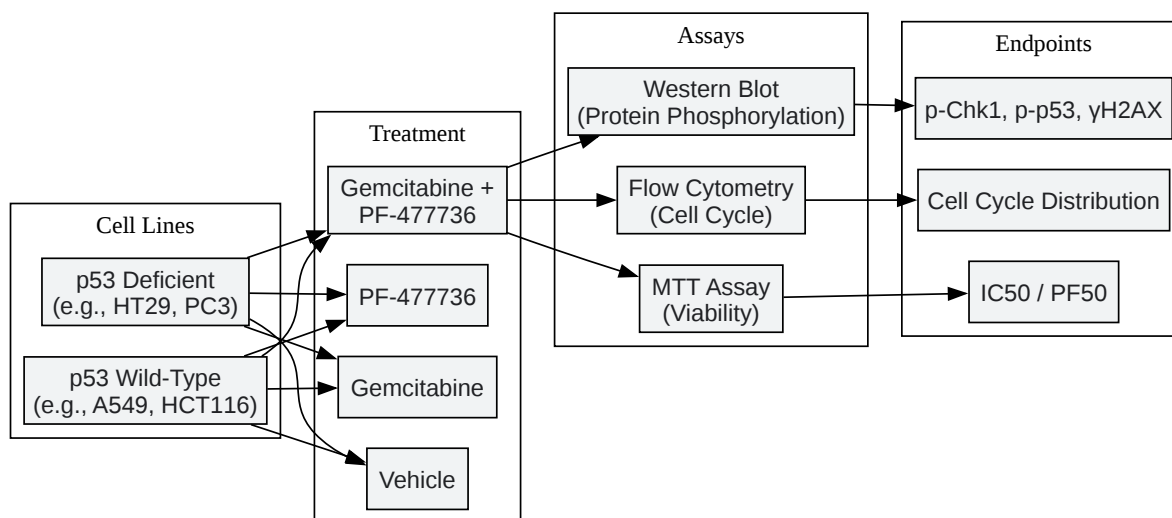 Cell Lines
p53 Deficient
(e.g., HT29, PC3)
p53 Wild-Type
(e.g., A549, HCT116)
Treatment
Gemcitabine +
PF-477736
PF-477736
Gemcitabine
Vehicle
Assays
Western Blot
(Protein Phosphorylation)
Flow Cytometry
(Cell Cycle)
MTT Assay
(Viability)
Endpoints
p-Chk1, p-p53, γH2AX
Cell Cycle Distribution
IC50 / PF50